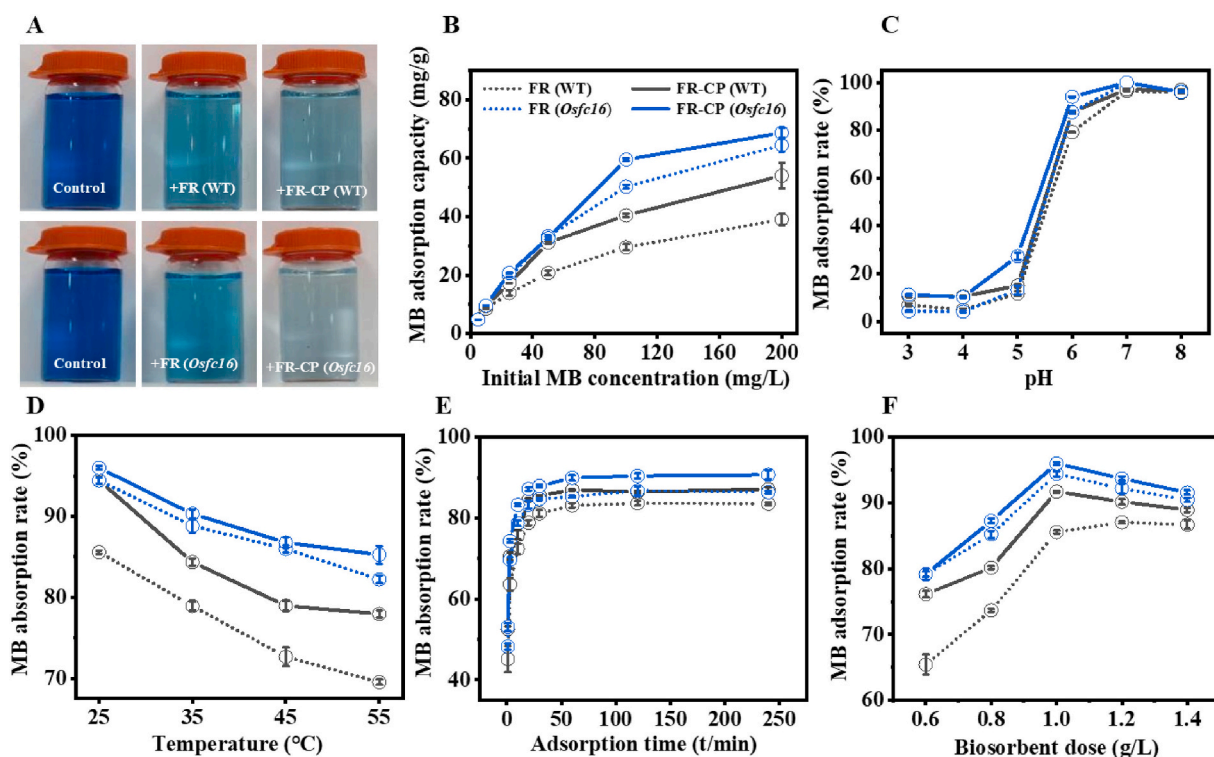 A
Control
+FR (WT)
+FR-CP (WT)
Control
+FR (Osfc16)
+FR-CP (Osfc16)
B
MB adsorption capacity (mg/g)
80
60
40
20
0
FR (WT)
FR-CP (WT)
FR (Osfc16)
FR-CP (Osfc16)
0 40 80 120 160 200
Initial MB concentration (mg/L)
C
MB adsorption rate (%)
100
80
60
40
20
0
3 4 5 6 7 8
pH
D
MB absorption rate (%)
100
90
80
70
25 35 45 55
Temperature (°C)
E
MB absorption rate (%)
100
80
60
40
0 50 100 150 200 250
Adsorption time (t/min)
F
MB adsorption rate (%)
100
90
80
70
60
0.6 0.8 1.0 1.2 1.4
Biosorbent dose (g/L)